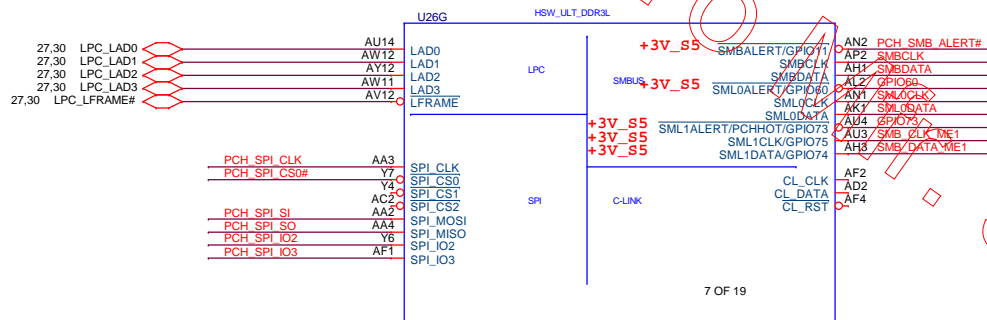 U26G
HSW_ULT_DDR3L
27,30 LPC_LAD0 AU14 LAD0
27,30 LPC_LAD1 AW12 LAD1
27,30 LPC_LAD2 AY12 LAD2
27,30 LPC_LAD3 AW11 LAD3
27,30 LPC_LFRAME# AV12 LFRAME
LPC
SMBUS
+3V_S5 SMBALERT/GPIO11 AN2 PCH_SMB_ALERT#
SMBCLK AP2 SMBCLK
SMBDATA AH1 SMBDATA
+3V_S5 SML0ALERT/GPIO60 AL2 GPIO60
SML0CLK AN1 SML0CLK
SML0DATA AK1 SML0DATA
+3V_S5 SML1ALERT/PCHHOT/GPIO73 AU4 GPIO73
+3V_S5 SML1CLK/GPIO75 AU3 SMB_CLK_ME1
+3V_S5 SML1DATA/GPIO74 AH3 SMB_DATA_ME1
PCH_SPI_CLK AA3 SPI_CLK
PCH_SPI_CS0# Y7 SPI_CS0
Y4 SPI_CS1
AC2 SPI_CS2
PCH_SPI_SI AA2 SPI_MOSI
PCH_SPI_SO AA4 SPI_MISO
PCH_SPI_IO2 Y6 SPI_IO2
PCH_SPI_IO3 AF1 SPI_IO3
SPI
C-LINK
CL_CLK AF2
CL_DATA AD2
CL_RST AF4
7 OF 19